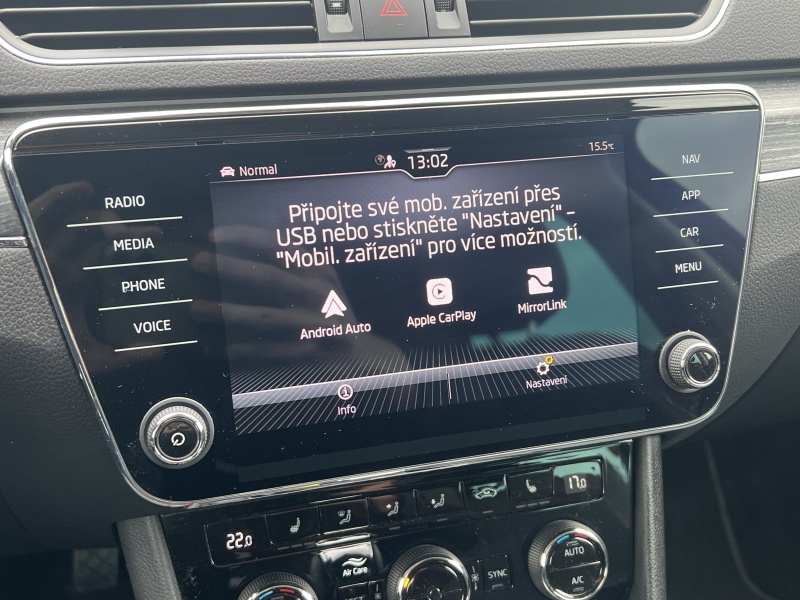 Normal
13:02
15.5°C
Připojte své mob. zařízení přes
USB nebo stiskněte "Nastavení" –
"Mobil. zařízení" pro více možností.
Android Auto
Apple CarPlay
MirrorLink
Info
Nastavení
RADIO
MEDIA
PHONE
VOICE
NAV
APP
CAR
MENU
22.0
17.0
Air Care
SYNC
AUTO
A/C